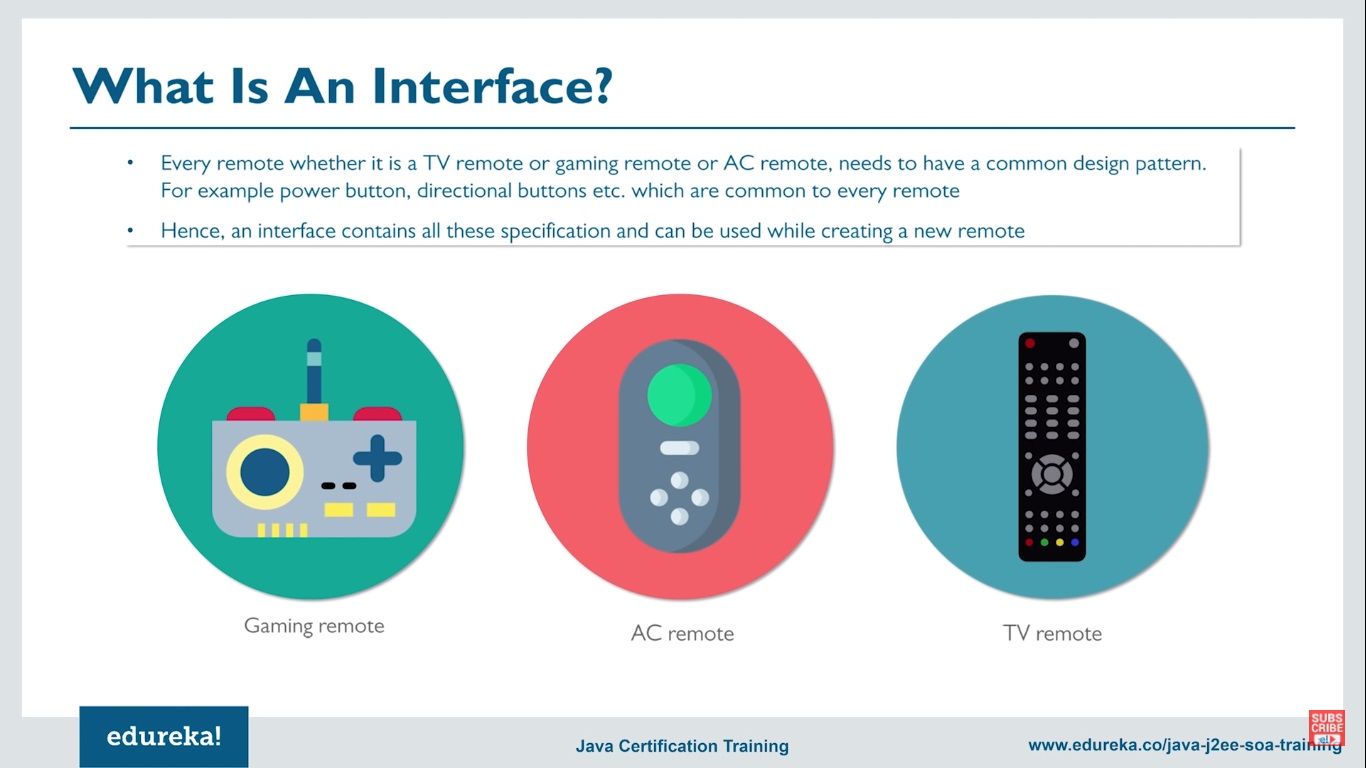 What Is An Interface?
• Every remote whether it is a TV remote or gaming remote or AC remote, needs to have a common design pattern.
For example power button, directional buttons etc. which are common to every remote
• Hence, an interface contains all these specification and can be used while creating a new remote
Gaming remote
AC remote
TV remote
edureka!
Java Certification Training
www.edureka.co/java-j2ee-soa-training
SUBS
CRIBE